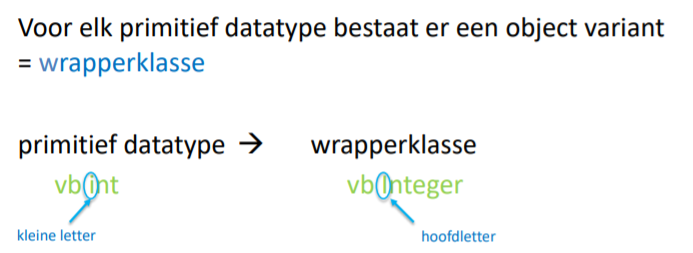 Voor elk primitief datatype bestaat er een object variant
= wrapperklasse
primitief datatype → wrapperklasse
vb int vb Integer
kleine letter hoofdletter